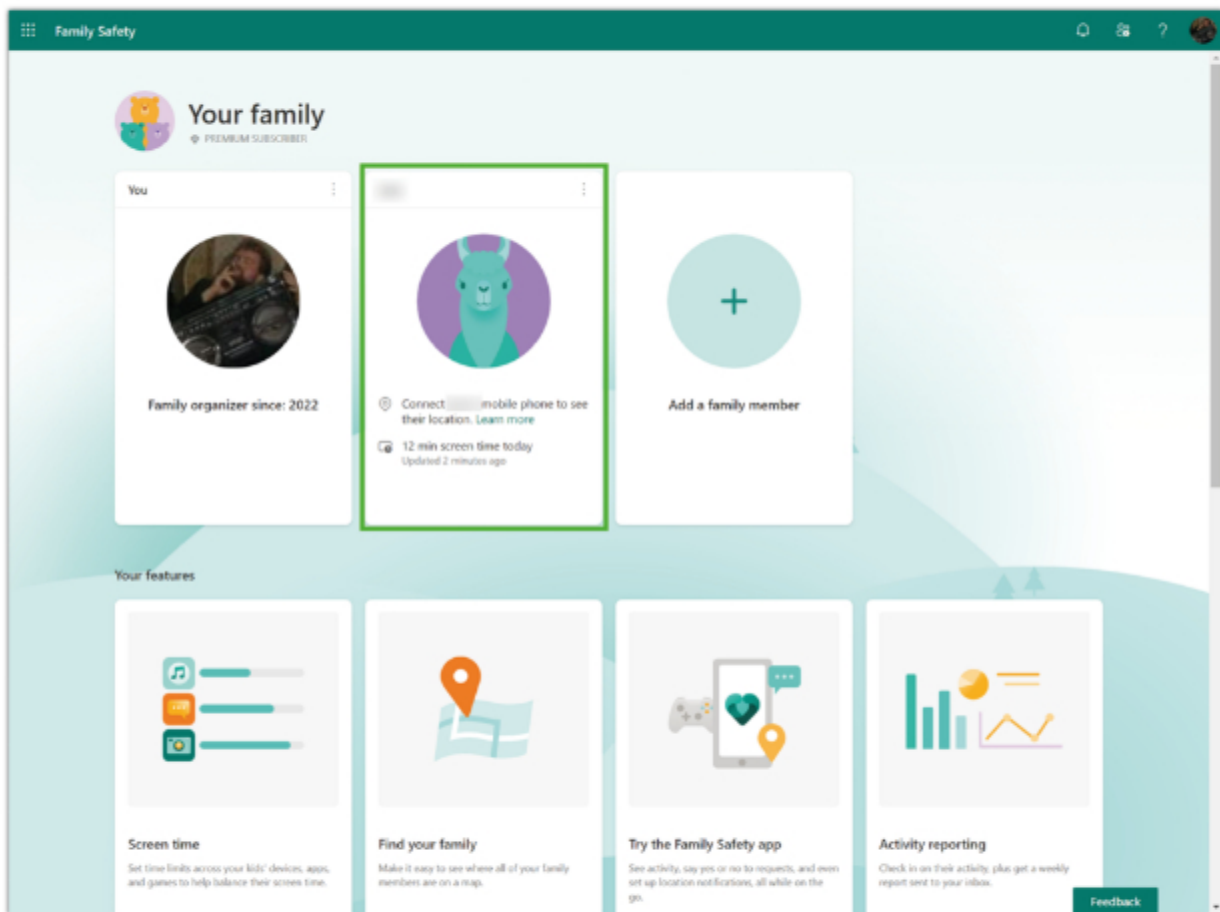 Family Safety
?
Your family
PREMIUM SUBSCRIBER
You
Family organizer since: 2022
Connect mobile phone to see
their location. Learn more
12 min screen time today
Updated 2 minutes ago
Add a family member
Your features
Screen time
Set time limits across your kids' devices, apps,
and games to help balance their screen time.
Find your family
Make it easy to see where all of your family
members are on a map.
Try the Family Safety app
See activity, say yes or no to requests, and even
set up location notifications, all while on the
go.
Activity reporting
Check in on their activity, plus get a weekly
report sent to your inbox.
Feedback